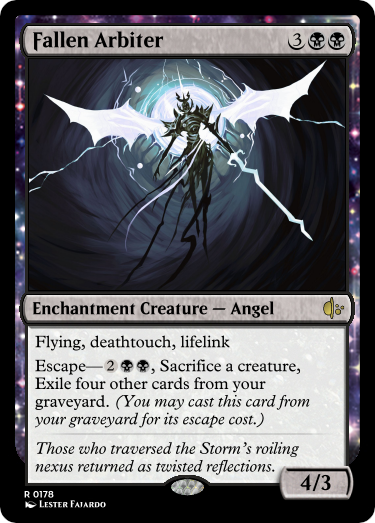 Fallen Arbiter 3
Enchantment Creature — Angel
Flying, deathtouch, lifelink
Escape—2, Sacrifice a creature,
Exile four other cards from your
graveyard. (You may cast this card from
your graveyard for its escape cost.)
Those who traversed the Storm's roiling
nexus returned as twisted reflections.
4/3
R 0178
Lester Fajardo